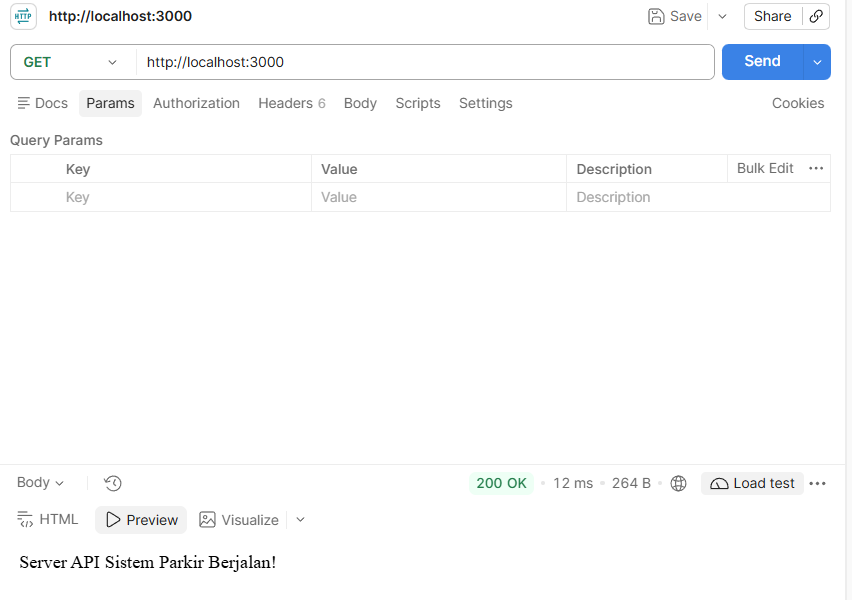 HTTP http://localhost:3000 Save Share
GET http://localhost:3000 Send
Docs Params Authorization Headers 6 Body Scripts Settings Cookies
Query Params
Key Value Description Bulk Edit
Key Value Description
Body 200 OK 12 ms 264 B Load test
HTML Preview Visualize
Server API Sistem Parkir Berjalan!